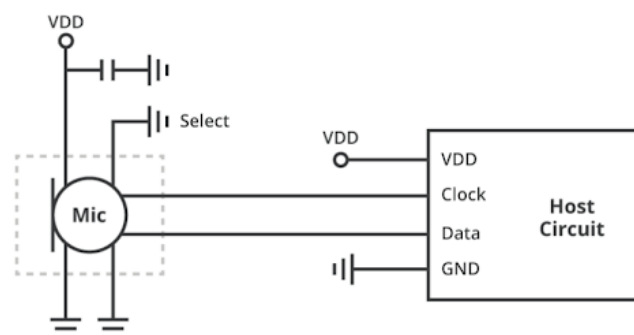 VDD
Select
VDD
VDD
Clock
Mic
Host
Circuit
Data
GND